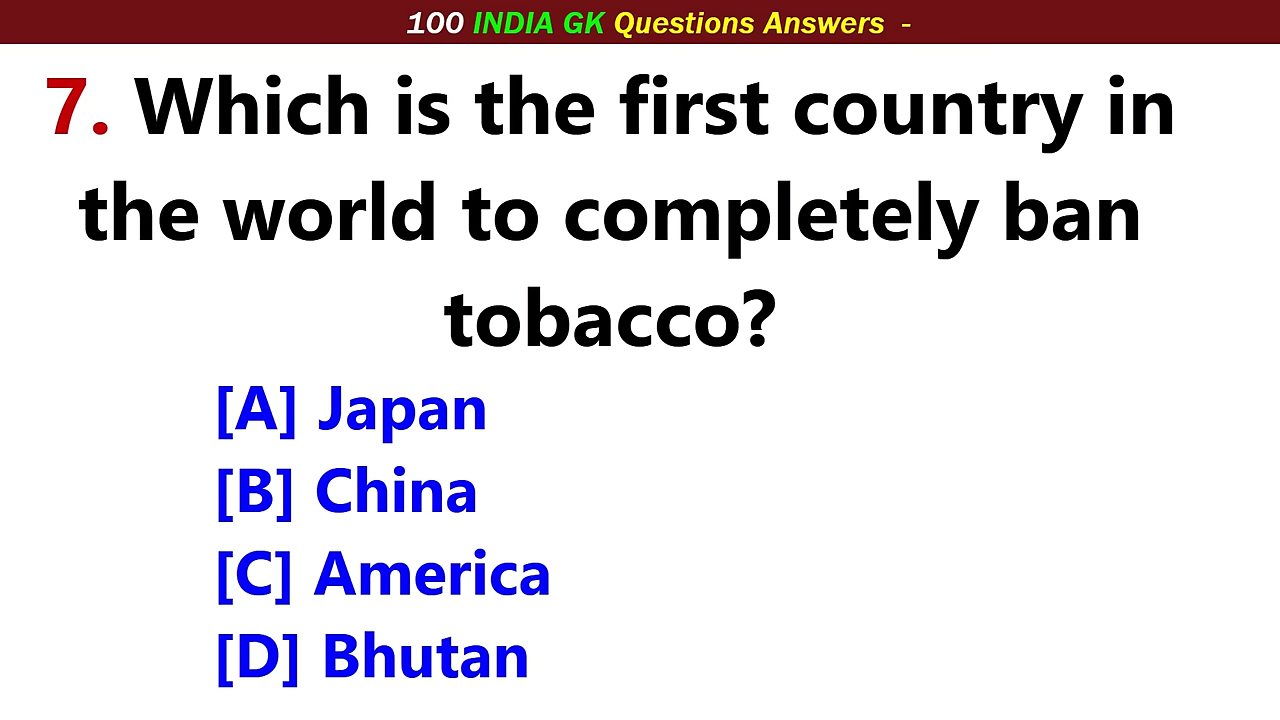 100 INDIA GK Questions Answers -
7. Which is the first country in
the world to completely ban
tobacco?
[A] Japan
[B] China
[C] America
[D] Bhutan